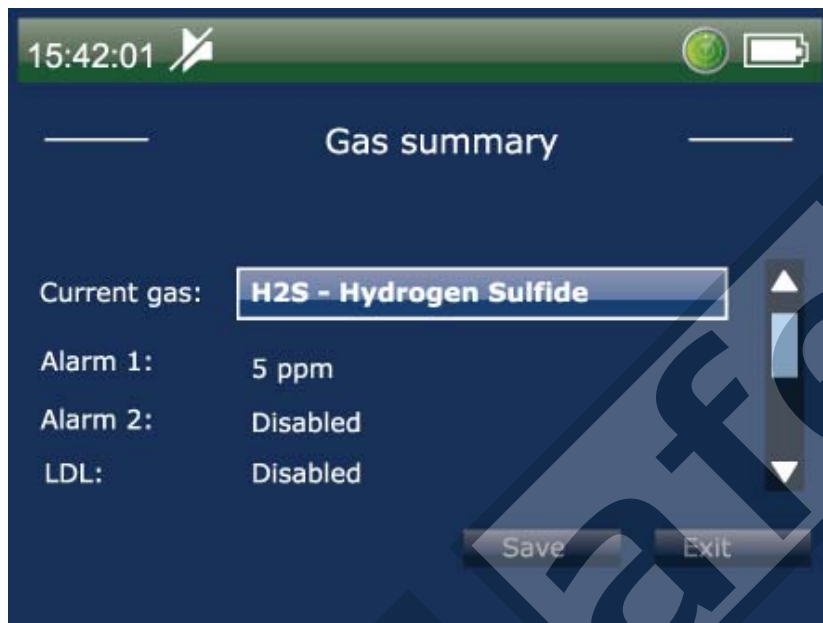 15:42:01
Gas summary
Current gas: H2S - Hydrogen Sulfide
Alarm 1: 5 ppm
Alarm 2: Disabled
LDL: Disabled
Save Exit